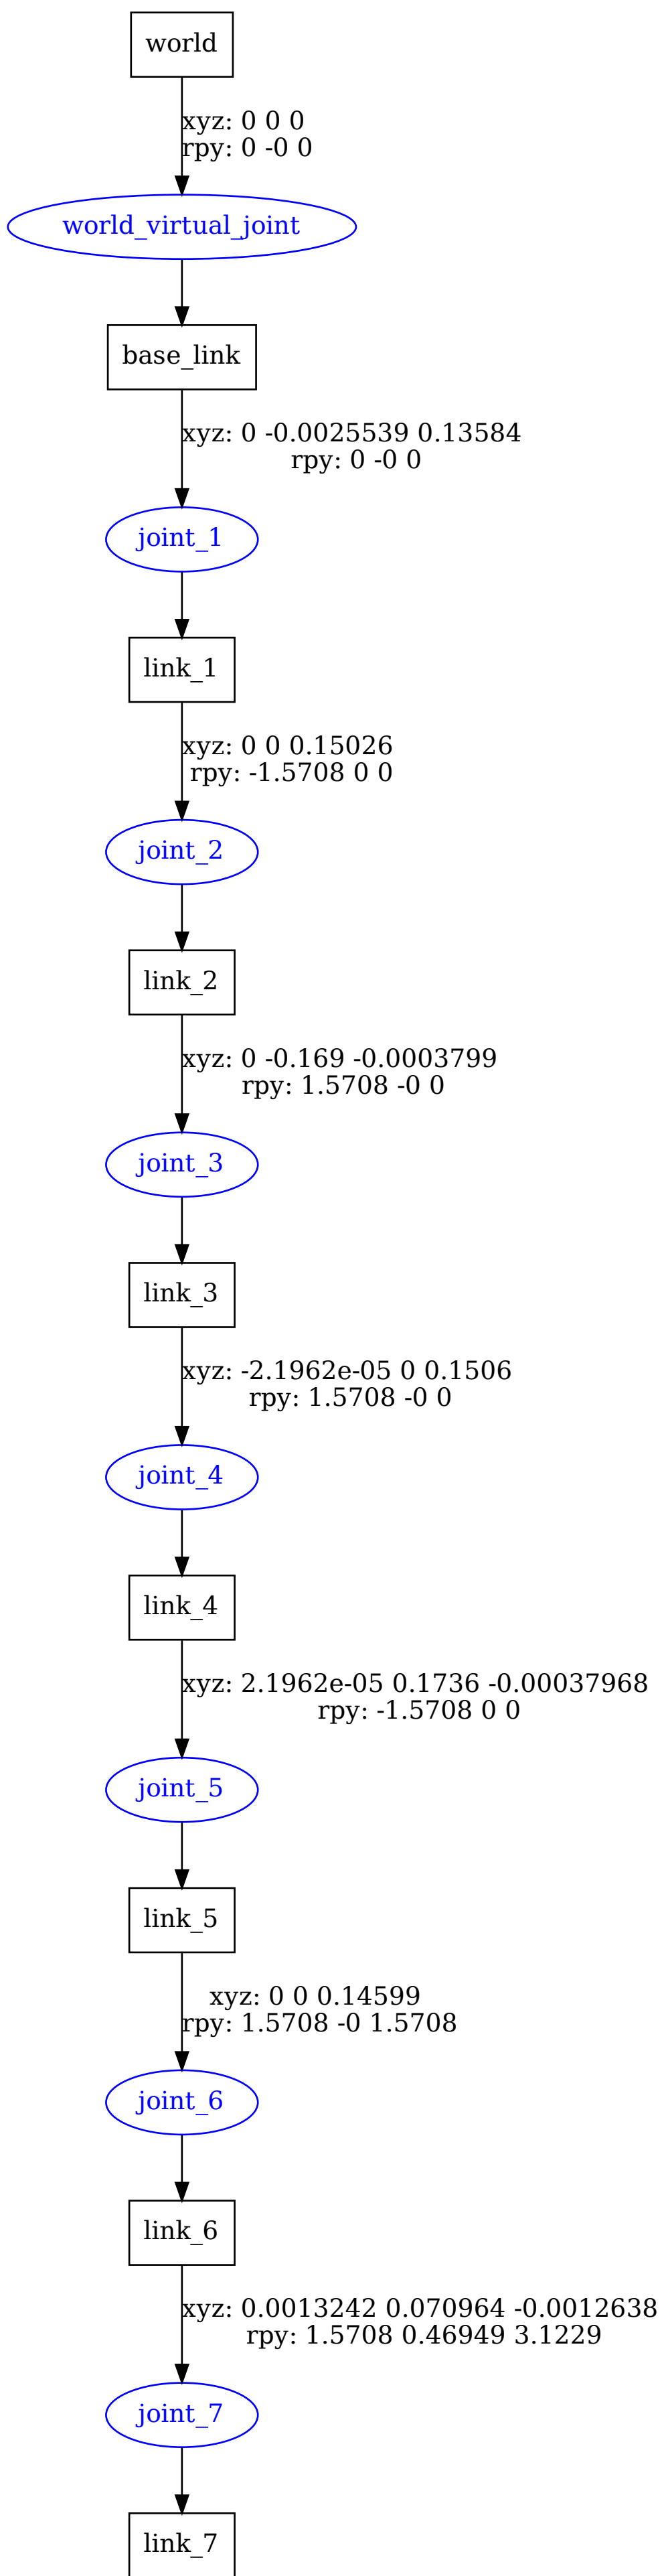 world
xyz: 0 0 0
rpy: 0 -0 0
world_virtual_joint
base_link
xyz: 0 -0.0025539 0.13584
rpy: 0 -0 0
joint_1
link_1
xyz: 0 0 0.15026
rpy: -1.5708 0 0
joint_2
link_2
xyz: 0 -0.169 -0.0003799
rpy: 1.5708 -0 0
joint_3
link_3
xyz: -2.1962e-05 0 0.1506
rpy: 1.5708 -0 0
joint_4
link_4
xyz: 2.1962e-05 0.1736 -0.00037968
rpy: -1.5708 0 0
joint_5
link_5
xyz: 0 0 0.14599
rpy: 1.5708 -0 1.5708
joint_6
link_6
xyz: 0.0013242 0.070964 -0.0012638
rpy: 1.5708 0.46949 3.1229
joint_7
link_7